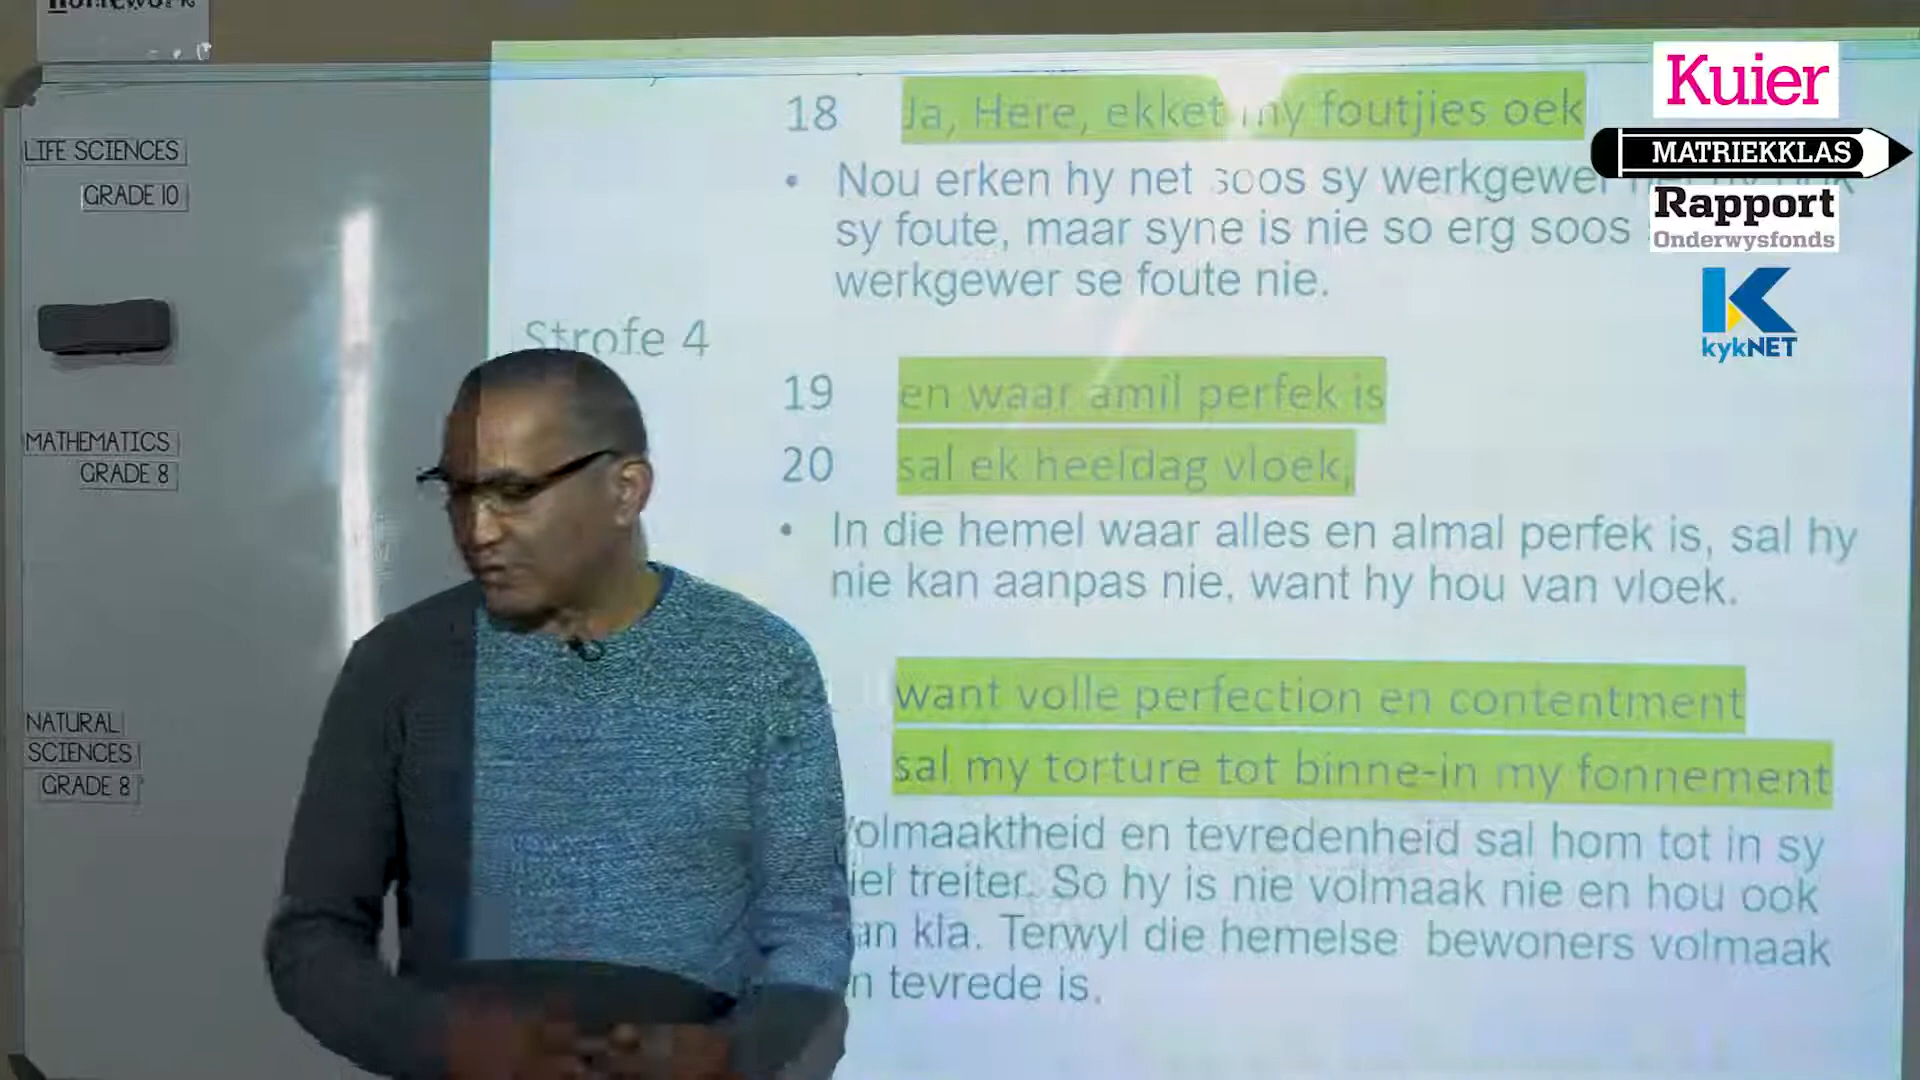 Homework
LIFE SCIENCES
GRADE 10
MATHEMATICS
GRADE 8
NATURAL
SCIENCES
GRADE 8
18 Ja, Here, ekket my foutjies oek
• Nou erken hy net soos sy werkgewer
sy foute, maar syne is nie so erg soos
werkgewer se foute nie.
Strofe 4
19 en waar amil perfek is
20 sal ek heeldag vloek,
• In die hemel waar alles en almal perfek is, sal hy
nie kan aanpas nie, want hy hou van vloek.
want volle perfection en contentment
sal my torture tot binne-in my fonnement
Volmaaktheid en tevredenheid sal hom tot in sy
treiter. So hy is nie volmaak nie en hou ook
kla. Terwyl die hemelse bewoners volmaak
tevrede is.
Kuier
MATRIEKKLAS
Rapport
Onderwysfonds
kykNET